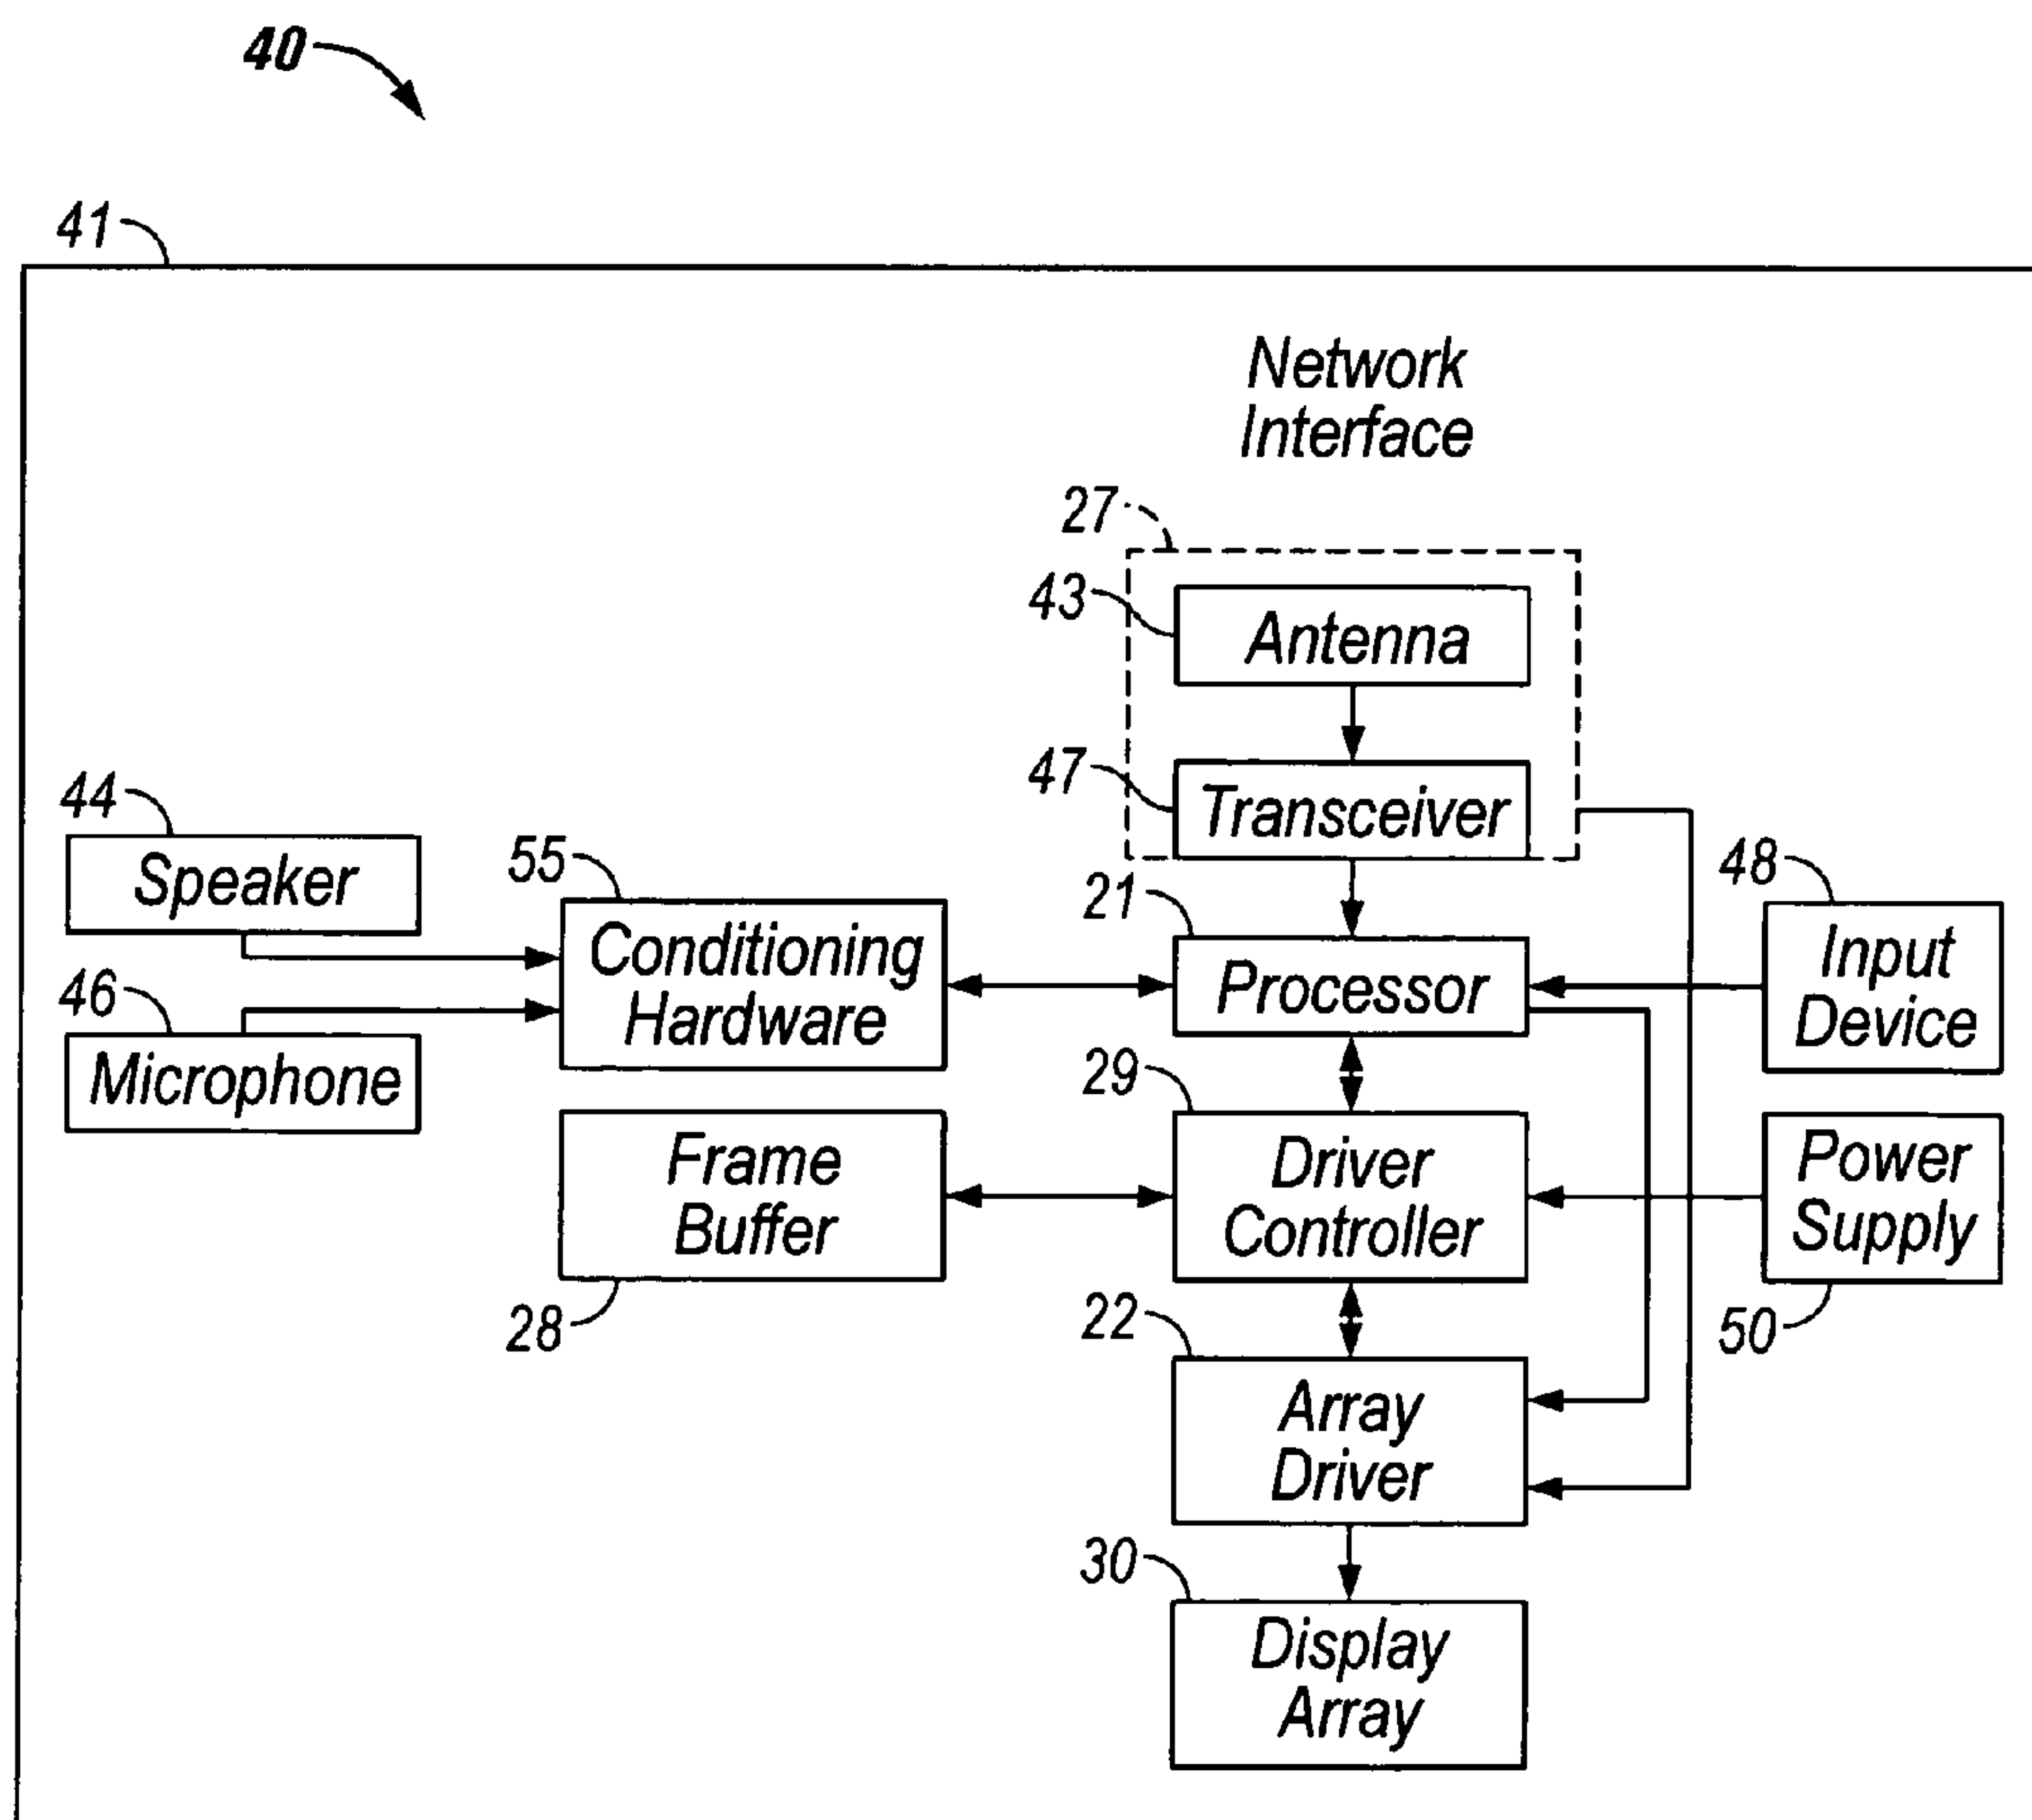 40
41
Network
Interface
27
43
Antenna
47
Transceiver
44
Speaker
55
Conditioning
Hardware
21
Processor
48
Input
Device
46
Microphone
29
Driver
Controller
Frame
Buffer
28
Power
Supply
50
22
Array
Driver
30
Display
Array